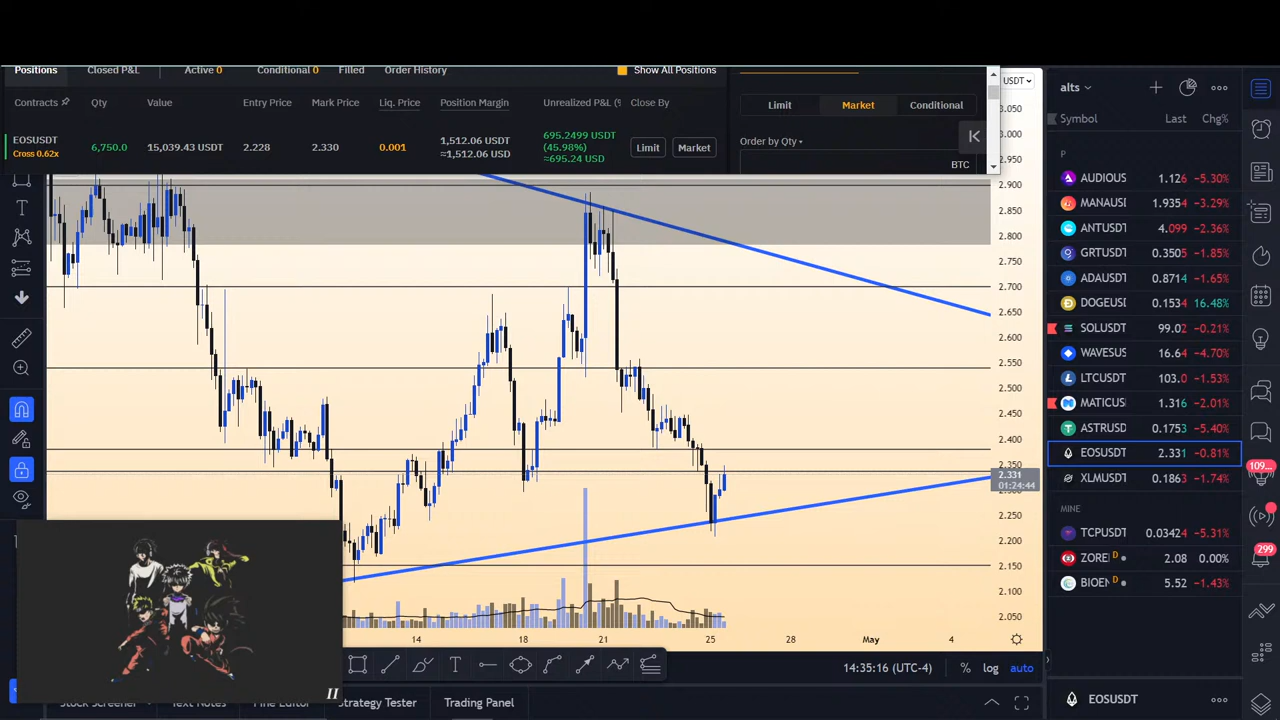 Positions Closed P&L Active 0 Conditional 0 Filled Order History Show All Positions
Limit Market Conditional
Contracts Qty Value Entry Price Mark Price Liq. Price Position Margin Unrealized P&L (% Close By
EOSUSDT
Cross 0.62x
6,750.0 15,039.43 USDT 2.228 2.330 0.001
1,512.06 USDT
≈1,512.06 USD
695.2499 USDT
(45.98%)
≈695.24 USD
Limit Market
Order by Qty
BTC
USDT
3.050
3.000
2.950
2.900
2.850
2.800
2.750
2.700
2.650
2.600
2.550
2.500
2.450
2.400
2.350
2.331
01:24:44
2.250
2.200
2.150
2.100
2.050
14 18 21 25 28 May 4
14:35:16 (UTC-4) % log auto
II
Strategy Tester Trading Panel
alts
Symbol Last Chg%
P
AUDIOUS 1.126 −5.30%
MANAUSI 1.9354 −3.29%
ANTUSDT 4.099 −2.36%
GRTUSDT 0.3505 −1.85%
ADAUSDT 0.8714 −1.65%
DOGEUSI 0.1534 16.48%
SOLUSDT 99.02 −0.21%
WAVESUS 16.64 −4.70%
LTCUSDT 103.0 −1.53%
MATICUS 1.316 −2.01%
ASTRUSD 0.1753 −5.40%
EOSUSDT 2.331 −0.81%
XLMUSDT 0.1863 −1.74%
MINE
TCPUSDT 0.03424 −5.31%
ZOREI D 2.08 0.00%
BIOEN D 5.52 −1.43%
EOSUSDT
109...
299